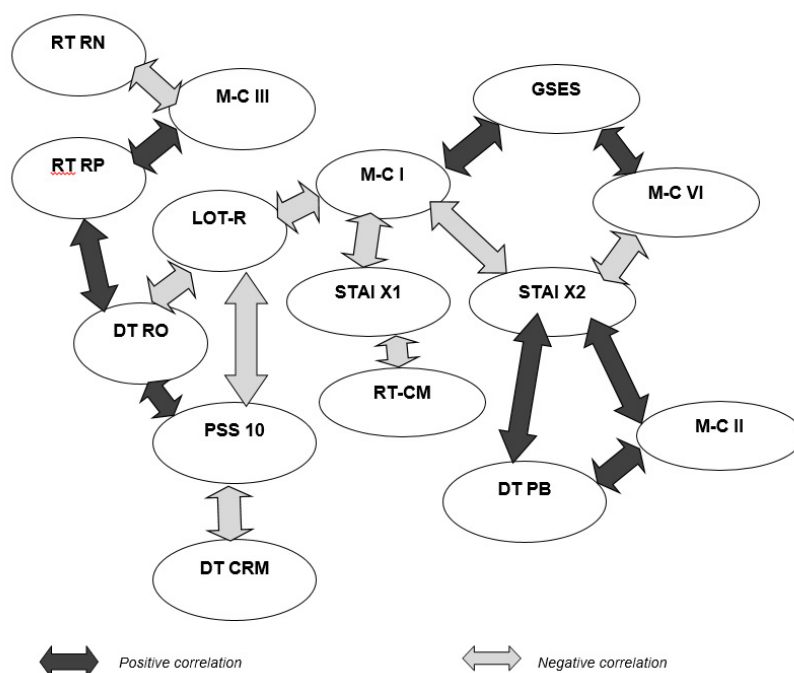 RT RN
M-C III
GSES
RT RP
M-C I
M-C VI
LOT-R
STAI X1
STAI X2
DT RO
RT-CM
PSS 10
M-C II
DT PB
DT CRM
Positive correlation
Negative correlation